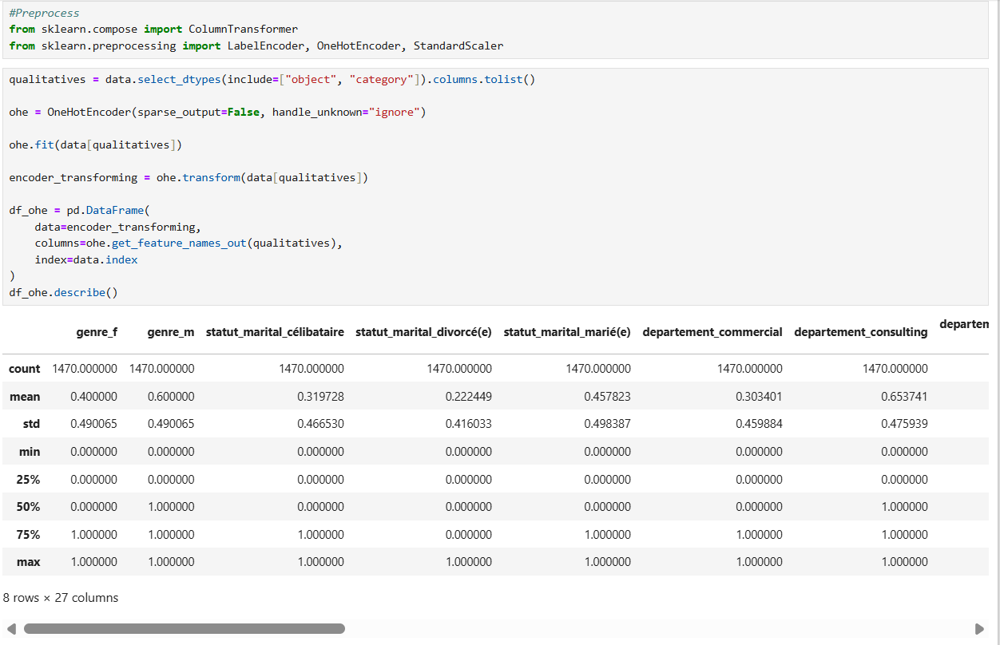 #Preprocess
from sklearn.compose import ColumnTransformer
from sklearn.preprocessing import LabelEncoder, OneHotEncoder, StandardScaler
qualitatives = data.select_dtypes(include=["object", "category"]).columns.tolist()
ohe = OneHotEncoder(sparse_output=False, handle_unknown="ignore")
ohe.fit(data[qualitatives])
encoder_transforming = ohe.transform(data[qualitatives])
df_ohe = pd.DataFrame(
    data=encoder_transforming,
    columns=ohe.get_feature_names_out(qualitatives),
    index=data.index
)
df_ohe.describe()
genre_f genre_m statut_marital_célibataire statut_marital_divorcé(e) statut_marital_marié(e) departement_commercial departement_consulting departem
count 1470.000000 1470.000000 1470.000000 1470.000000 1470.000000 1470.000000 1470.000000
mean 0.400000 0.600000 0.319728 0.222449 0.457823 0.303401 0.653741
std 0.490065 0.490065 0.466530 0.416033 0.498387 0.459884 0.475939
min 0.000000 0.000000 0.000000 0.000000 0.000000 0.000000 0.000000
25% 0.000000 0.000000 0.000000 0.000000 0.000000 0.000000 0.000000
50% 0.000000 1.000000 0.000000 0.000000 0.000000 0.000000 1.000000
75% 1.000000 1.000000 1.000000 0.000000 1.000000 1.000000 1.000000
max 1.000000 1.000000 1.000000 1.000000 1.000000 1.000000 1.000000
8 rows × 27 columns